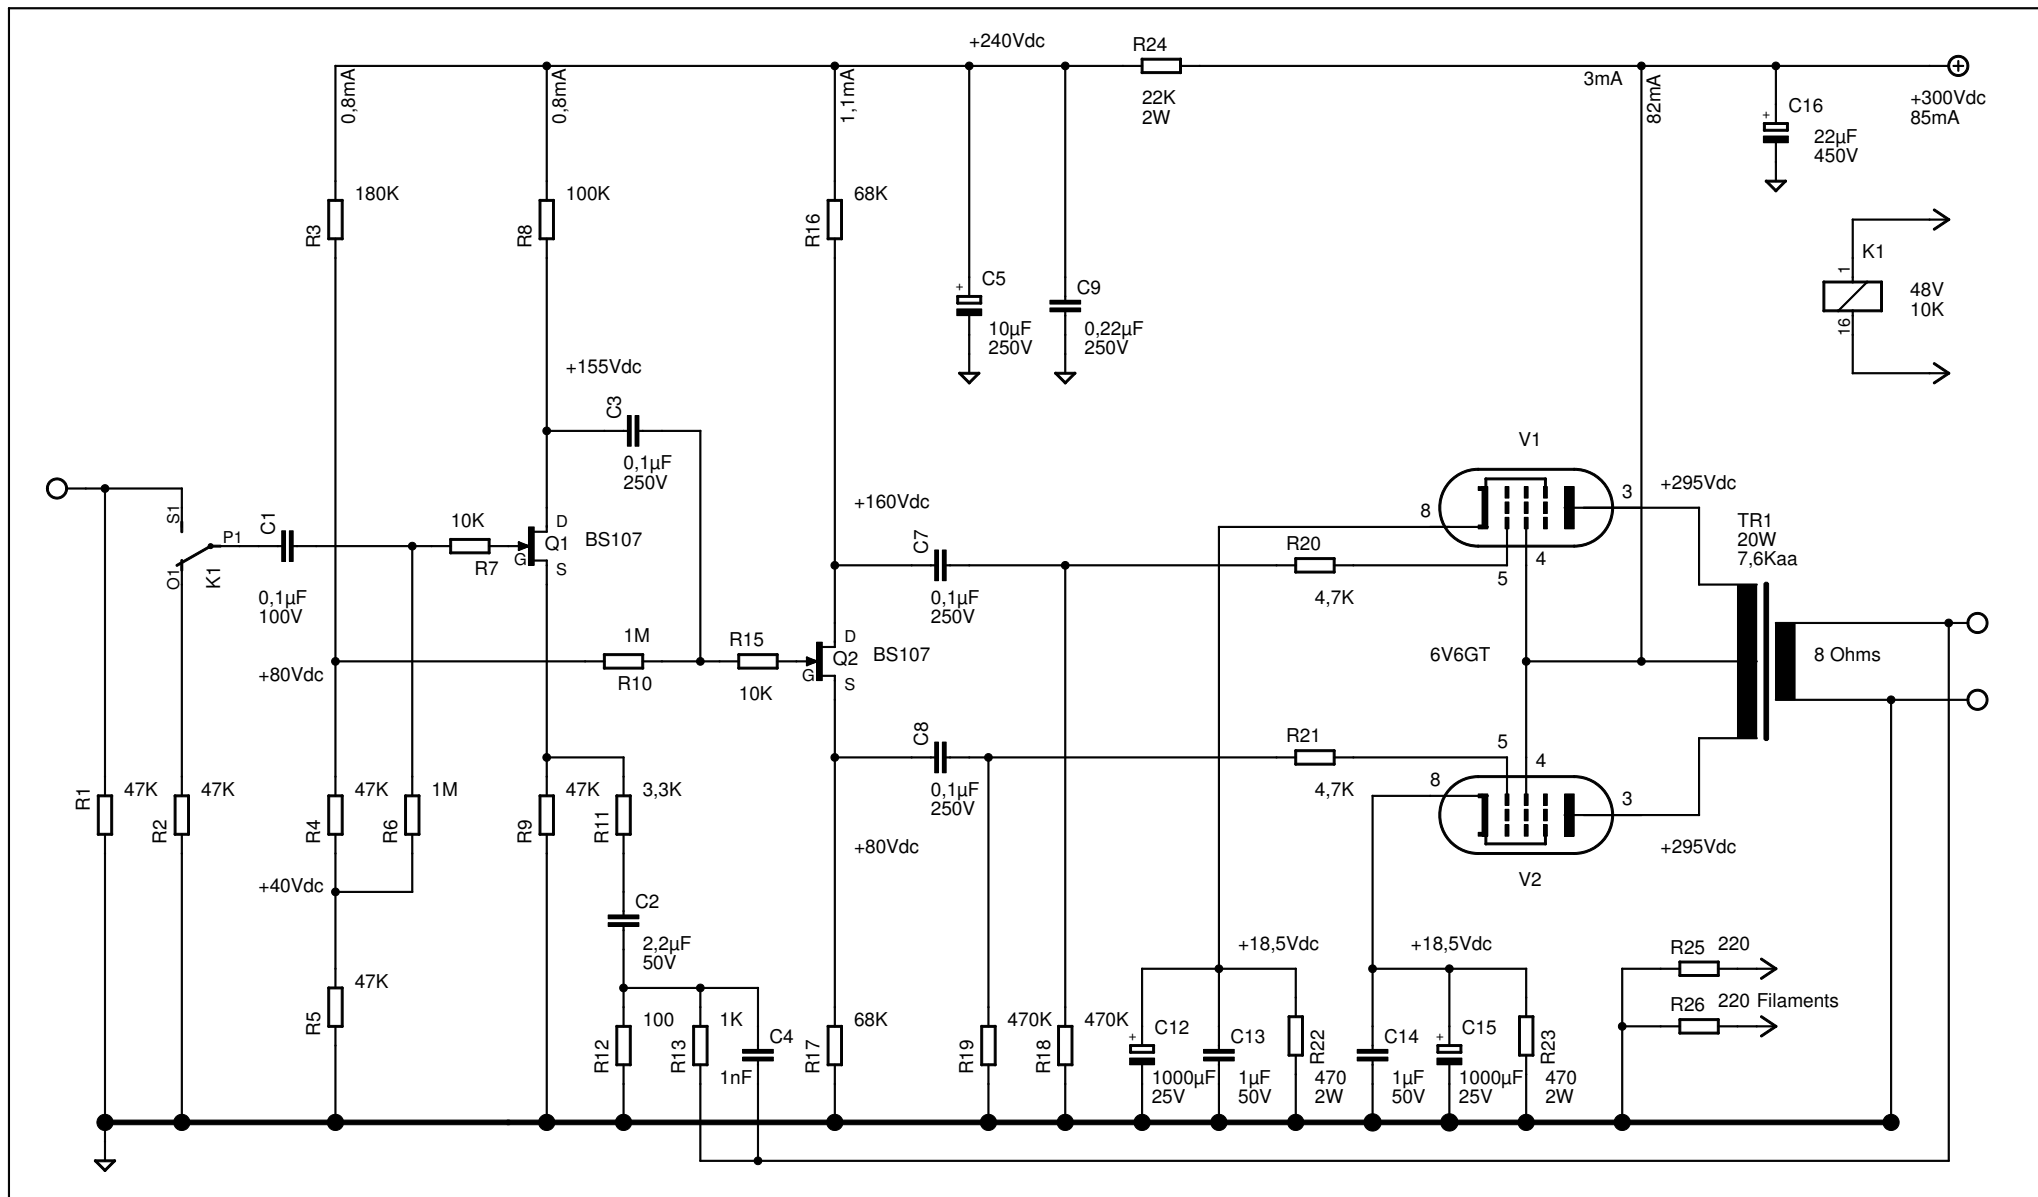 +240Vdc
R24
22K
2W
0,8mA
0,8mA
1,1mA
3mA
82mA
+300Vdc
85mA
C16
+
22µF
450V
R3
180K
R8
100K
R16
68K
C5
+
10µF
250V
C9
0,22µF
250V
K1
1
16
48V
10K
+155Vdc
C3
0,1µF
250V
S1
P1
O1
K1
C1
0,1µF
100V
10K
R7
D
G
S
Q1
BS107
+160Vdc
C7
0,1µF
250V
R20
4,7K
V1
8
5
4
3
+295Vdc
TR1
20W
7,6Kaa
8 Ohms
+80Vdc
1M
R10
R15
10K
D
G
S
Q2
BS107
6V6GT
C8
0,1µF
250V
R21
4,7K
5
4
8
3
+295Vdc
V2
R1
47K
R2
47K
R4
47K
R6
1M
R9
47K
R11
3,3K
+80Vdc
+40Vdc
C2
2,2µF
50V
R5
47K
R12
100
R13
1K
C4
1nF
R17
68K
R19
470K
R18
470K
+18,5Vdc
+18,5Vdc
C12
+
1000µF
25V
C13
1µF
50V
R22
470
2W
C14
1µF
50V
C15
+
1000µF
25V
R23
470
2W
R25
220
R26
220 Filaments